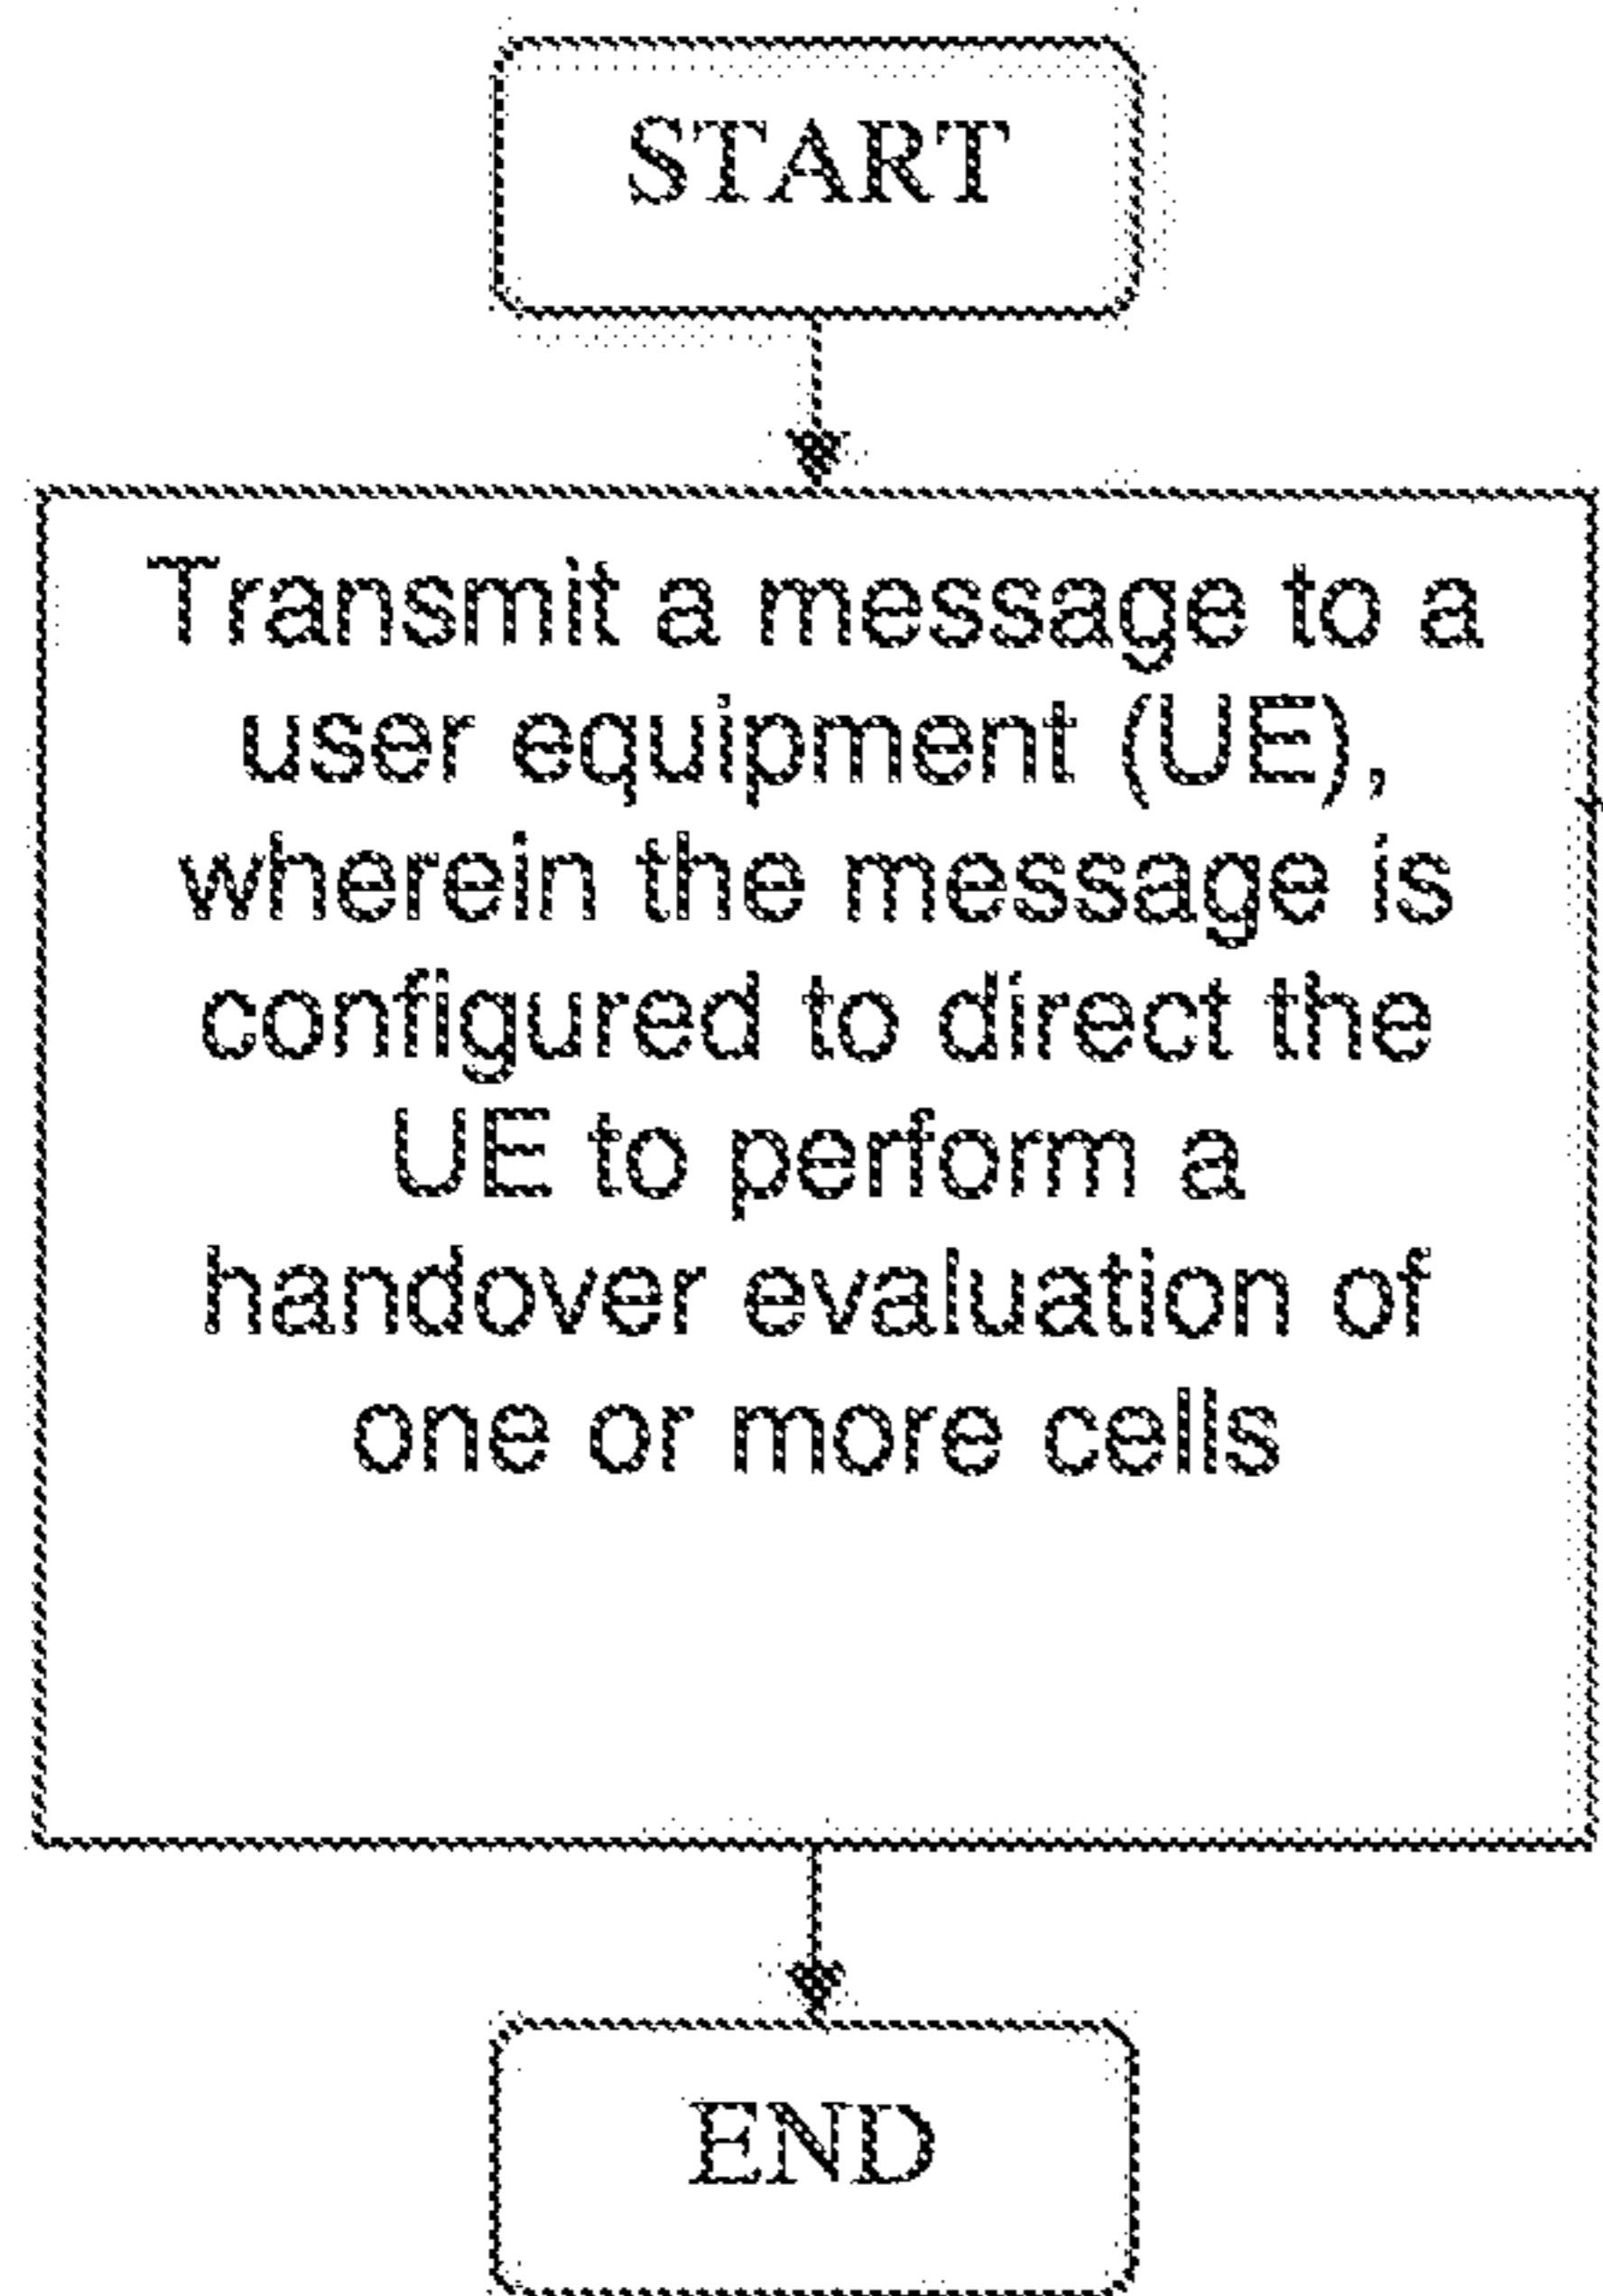 START
Transmit a message to a
user equipment (UE),
wherein the message is
configured to direct the
UE to perform a
handover evaluation of
one or more cells
END